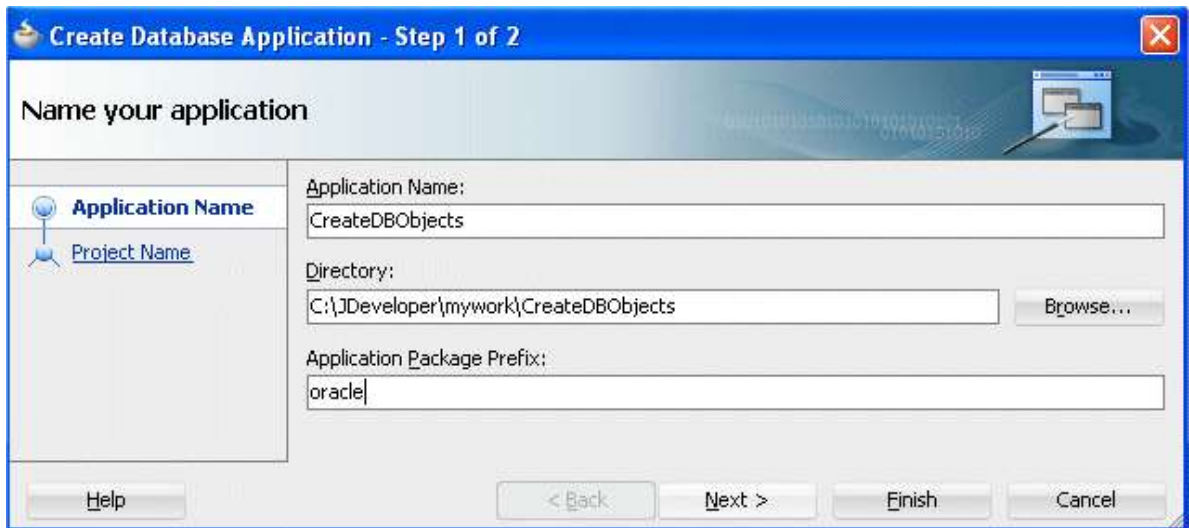 Create Database Application - Step 1 of 2
Name your application
Application Name
Project Name
Application Name:
CreateDBObjects
Directory:
C:\JDeveloper\mywork\CreateDBObjects
Browse...
Application Package Prefix:
oracle
Help
< Back
Next >
Finish
Cancel